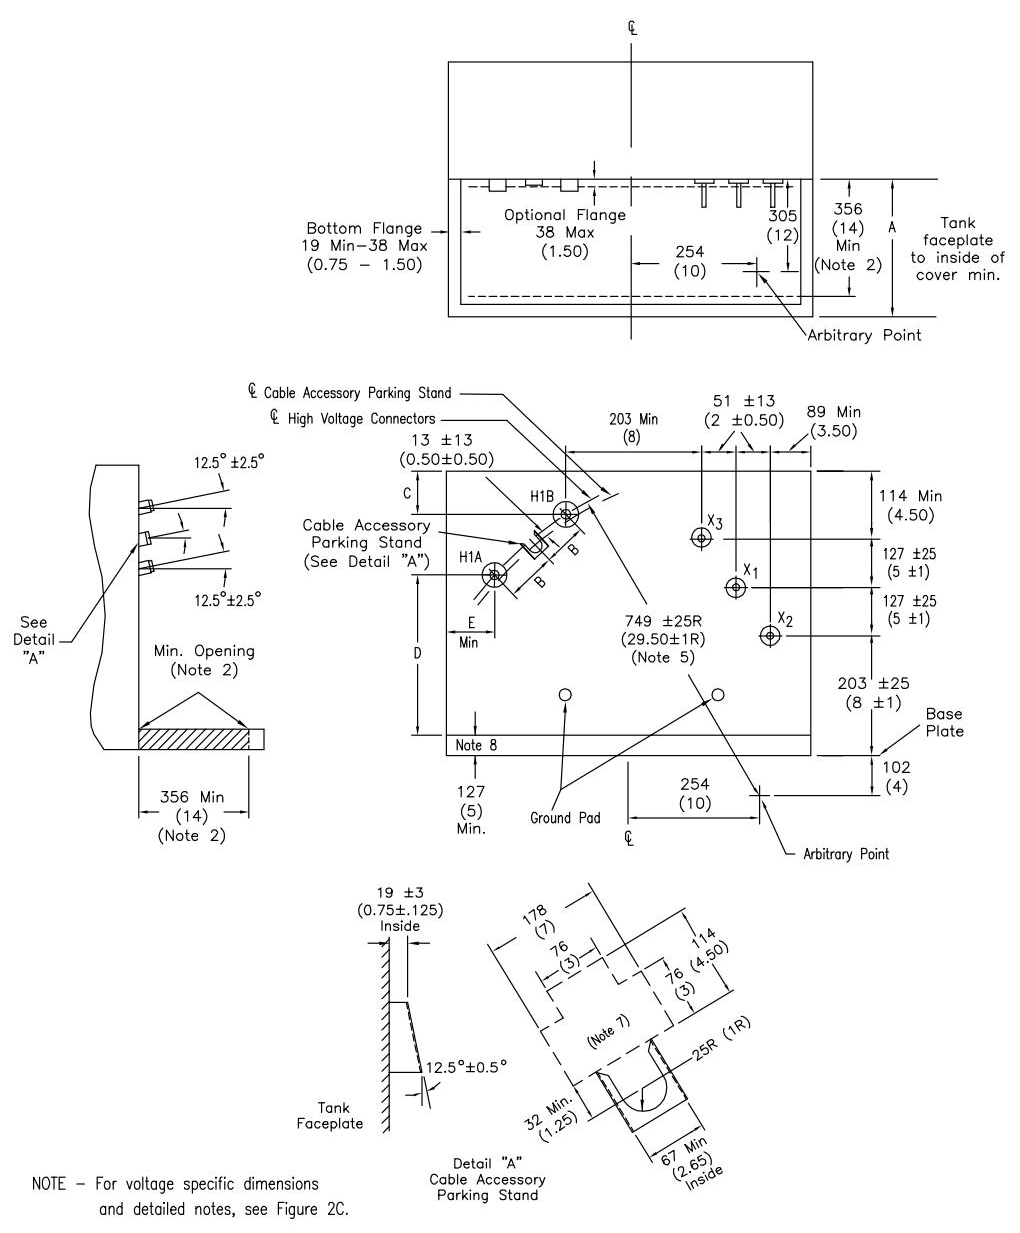 ℄
Bottom Flange
19 Min-38 Max
(0.75 - 1.50)
Optional Flange
38 Max
(1.50)
254
(10)
305
(12)
356
(14)
Min
(Note 2)
A
Tank
faceplate
to inside of
cover min.
Arbitrary Point
℄ Cable Accessory Parking Stand
℄ High Voltage Connectors
13 ±13
(0.50±0.50)
203 Min
(8)
51 ±13
(2 ±0.50)
89 Min
(3.50)
12.5°±2.5°
C
H1B
Cable Accessory
Parking Stand
(See Detail "A")
H1A
B
B
X3
X1
X2
114 Min
(4.50)
127 ±25
(5 ±1)
127 ±25
(5 ±1)
12.5°±2.5°
See
Detail
"A"
Min. Opening
(Note 2)
E
Min
D
749 ±25R
(29.50±1R)
(Note 5)
203 ±25
(8 ±1)
Base
Plate
Note 8
356 Min
(14)
(Note 2)
127
(5)
Min.
Ground Pad
254
(10)
℄
102
(4)
Arbitrary Point
19 ±3
(0.75±.125)
Inside
12.5°±0.5°
Tank
Faceplate
178
(7)
76
(3)
114
(4.50)
76
(3)
(Note 7)
25R (1R)
32 Min.
(1.25)
67 Min
(2.65)
Inside
Detail "A"
Cable Accessory
Parking Stand
NOTE - For voltage specific dimensions
and detailed notes, see Figure 2C.